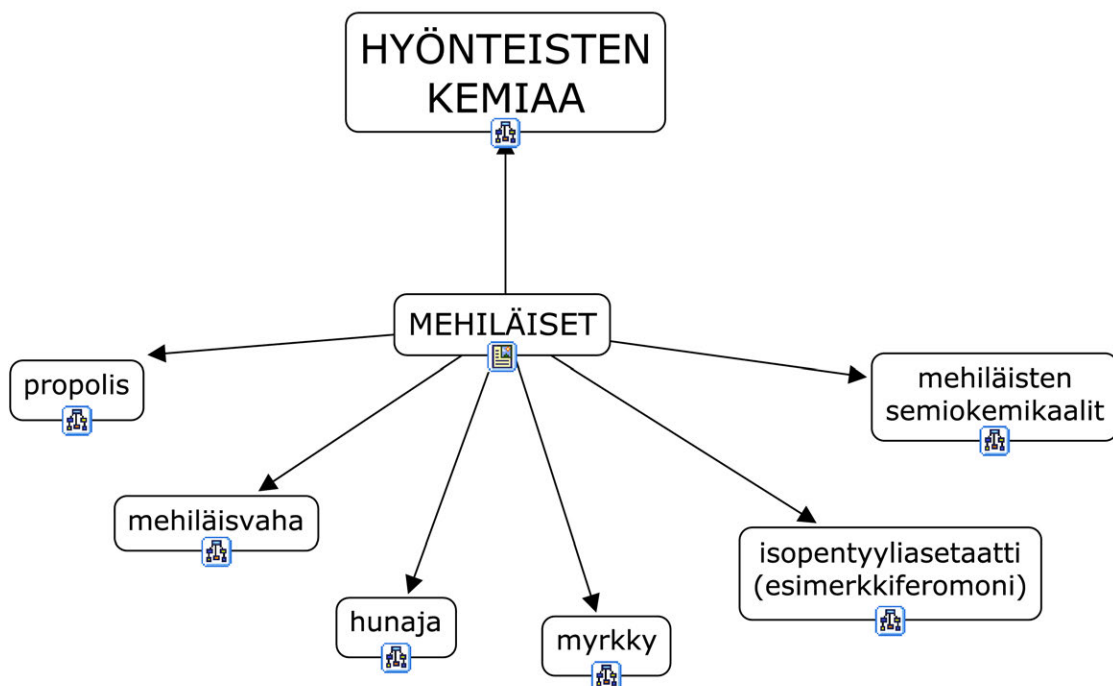 HYÖNTEISTEN
KEMIAA
MEHILÄISET
propolis
mehiläisten
semiokemikaalit
mehiläisvaha
isopentyyliasetaatti
(esimerkkiferomoni)
hunaja
myrkky